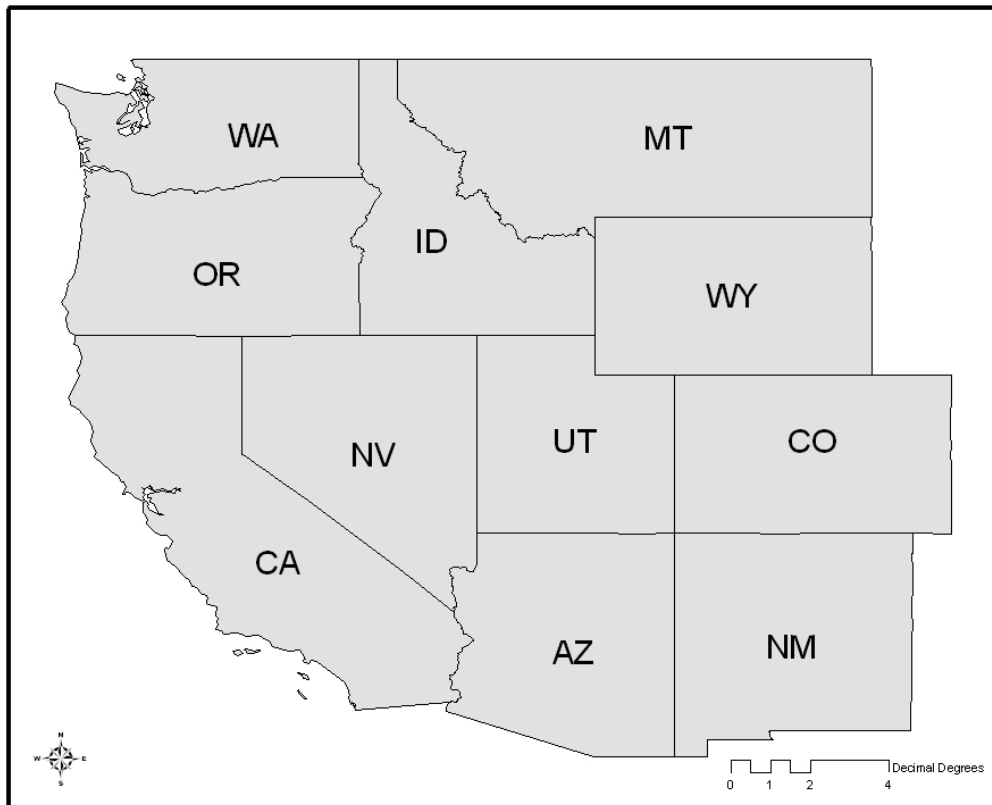 WA
MT
ID
OR
WY
NV
UT
CO
CA
AZ
NM
N
W E
S
Decimal Degrees
0 1 2 4